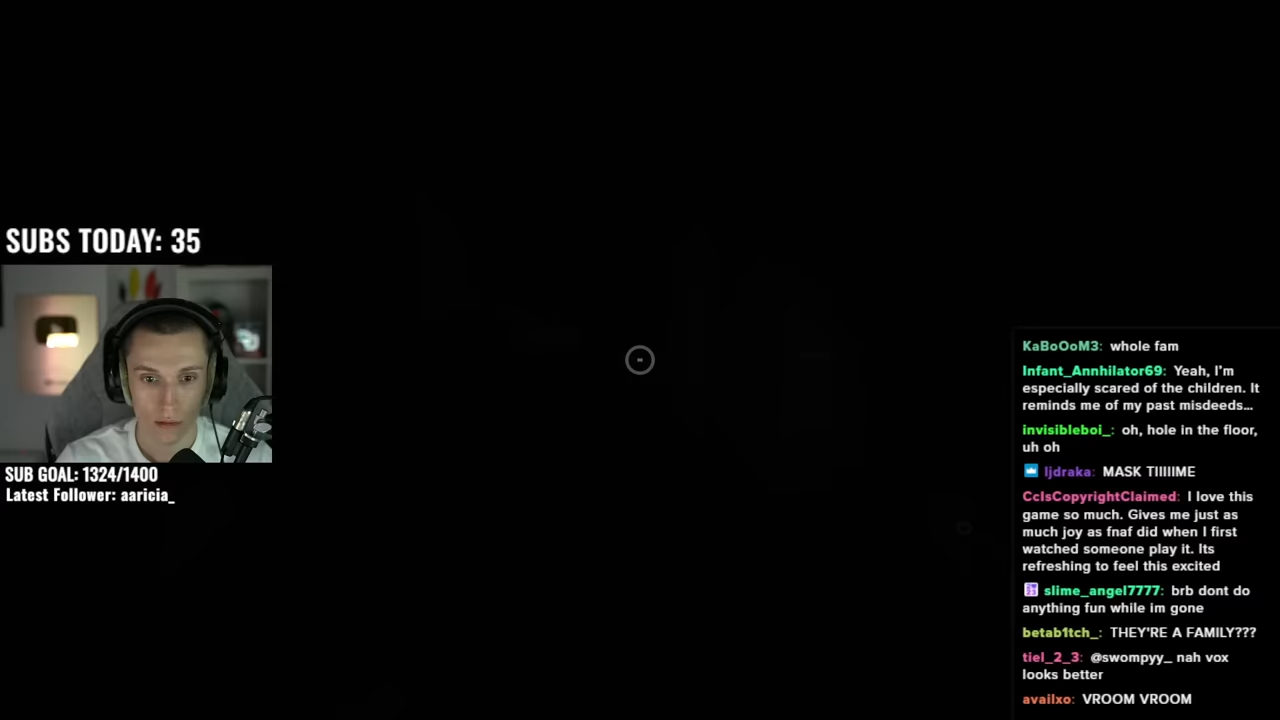 SUBS TODAY: 35
SUB GOAL: 1324/1400
Latest Follower: aaricia_
KaBoOoM3: whole fam
Infant_Annhilator69: Yeah, I'm
especially scared of the children. It
reminds me of my past misdeeds...
invisibleboi_: oh, hole in the floor,
uh oh
ljdraka: MASK TIIIIIME
CcIsCopyrightClaimed: I love this
game so much. Gives me just as
much joy as fnaf did when I first
watched someone play it. Its
refreshing to feel this excited
slime_angel7777: brb dont do
anything fun while im gone
betab1tch_: THEY'RE A FAMILY???
tiel_2_3: @swompyy_ nah vox
looks better
availxo: VROOM VROOM